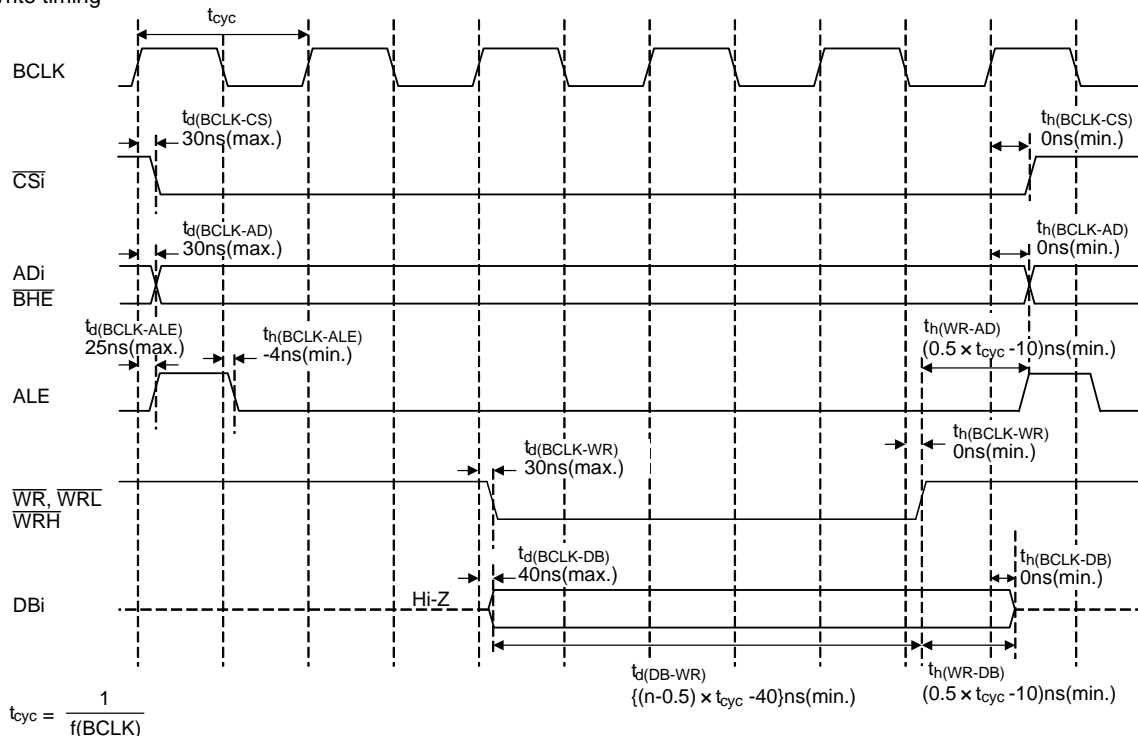 Write timing
tcyc
BCLK
td(BCLK-CS)
30ns(max.)
th(BCLK-CS)
0ns(min.)
CSi
td(BCLK-AD)
30ns(max.)
th(BCLK-AD)
0ns(min.)
ADi
BHE
td(BCLK-ALE)
25ns(max.)
th(BCLK-ALE)
-4ns(min.)
th(WR-AD)
(0.5 × tcyc -10)ns(min.)
ALE
td(BCLK-WR)
30ns(max.)
th(BCLK-WR)
0ns(min.)
WR, WRL
WRH
td(BCLK-DB)
40ns(max.)
th(BCLK-DB)
0ns(min.)
DBi
Hi-Z
td(DB-WR)
{(n-0.5) × tcyc -40}ns(min.)
th(WR-DB)
(0.5 × tcyc -10)ns(min.)
tcyc = 1
f(BCLK)